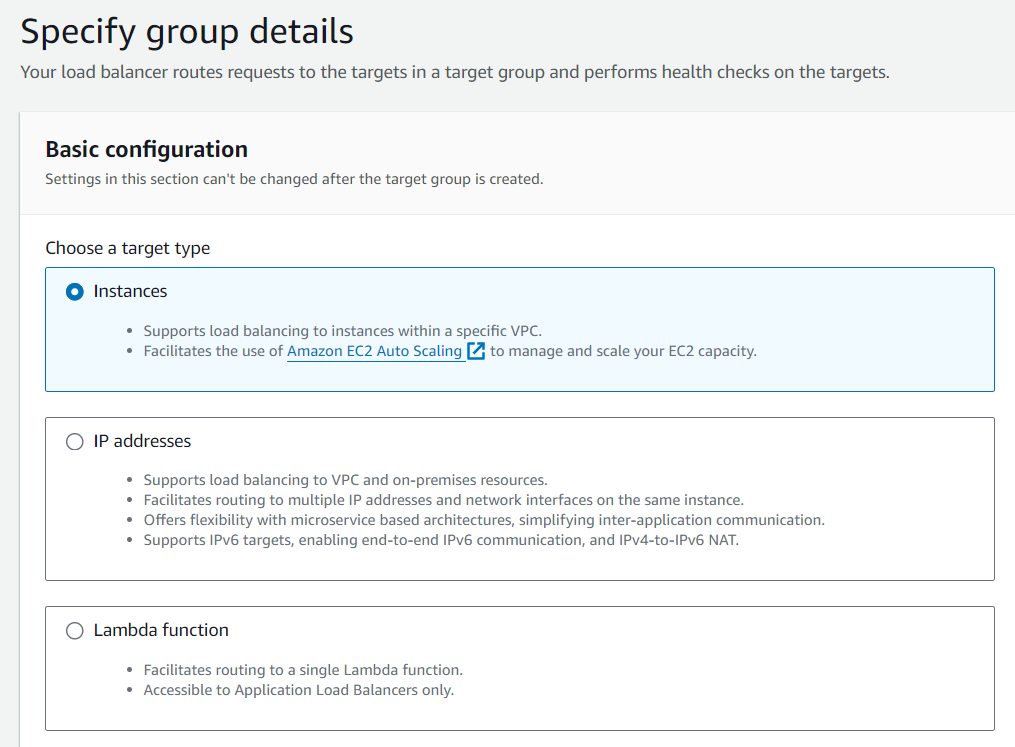 Specify group details
Your load balancer routes requests to the targets in a target group and performs health checks on the targets.
Basic configuration
Settings in this section can't be changed after the target group is created.
Choose a target type
Instances
• Supports load balancing to instances within a specific VPC.
• Facilitates the use of Amazon EC2 Auto Scaling to manage and scale your EC2 capacity.
IP addresses
• Supports load balancing to VPC and on-premises resources.
• Facilitates routing to multiple IP addresses and network interfaces on the same instance.
• Offers flexibility with microservice based architectures, simplifying inter-application communication.
• Supports IPv6 targets, enabling end-to-end IPv6 communication, and IPv4-to-IPv6 NAT.
Lambda function
• Facilitates routing to a single Lambda function.
• Accessible to Application Load Balancers only.